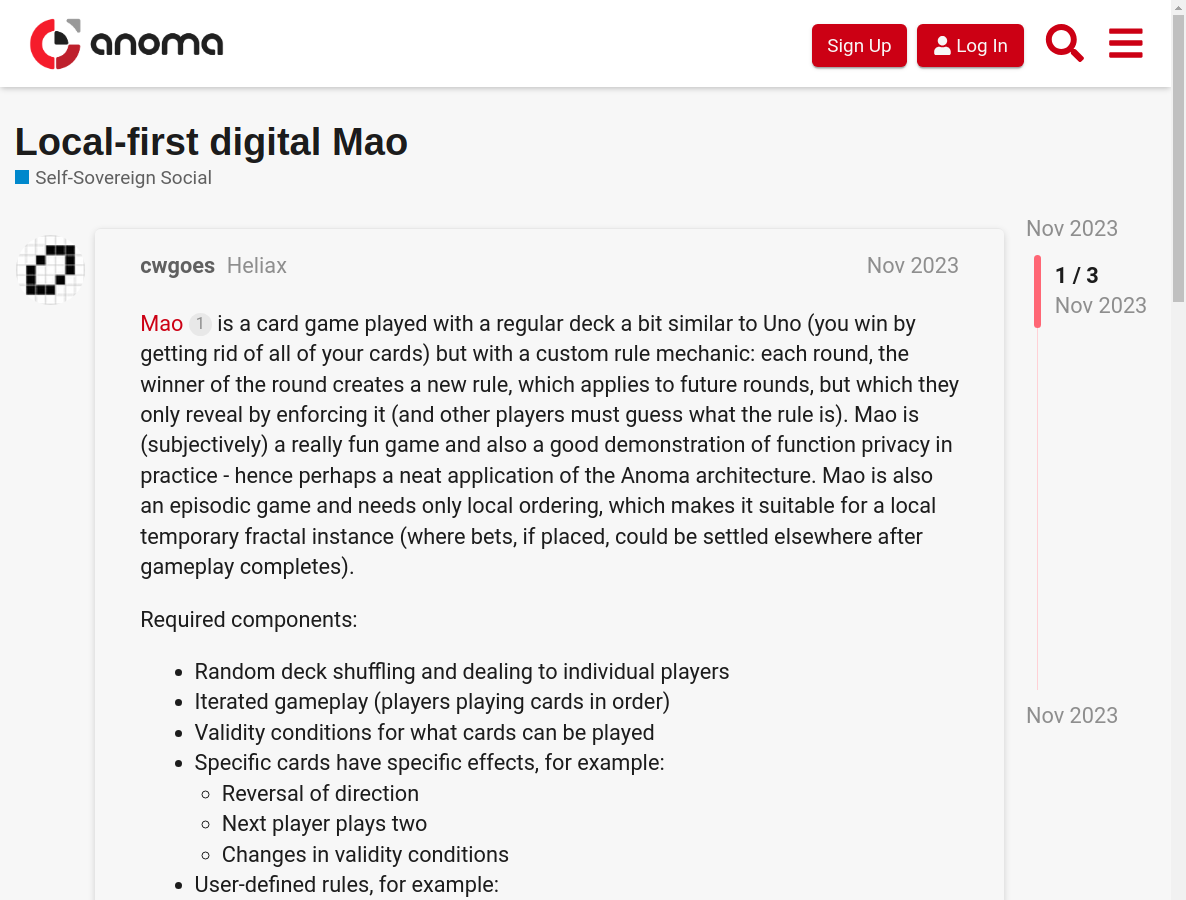 anoma
Sign Up
Log In
Local-first digital Mao
Self-Sovereign Social
cwgoes Heliax
Nov 2023
Mao 1 is a card game played with a regular deck a bit similar to Uno (you win by
getting rid of all of your cards) but with a custom rule mechanic: each round, the
winner of the round creates a new rule, which applies to future rounds, but which they
only reveal by enforcing it (and other players must guess what the rule is). Mao is
(subjectively) a really fun game and also a good demonstration of function privacy in
practice - hence perhaps a neat application of the Anoma architecture. Mao is also
an episodic game and needs only local ordering, which makes it suitable for a local
temporary fractal instance (where bets, if placed, could be settled elsewhere after
gameplay completes).
Required components:
• Random deck shuffling and dealing to individual players
• Iterated gameplay (players playing cards in order)
• Validity conditions for what cards can be played
• Specific cards have specific effects, for example:
◦ Reversal of direction
◦ Next player plays two
◦ Changes in validity conditions
• User-defined rules, for example:
Nov 2023
1 / 3
Nov 2023
Nov 2023